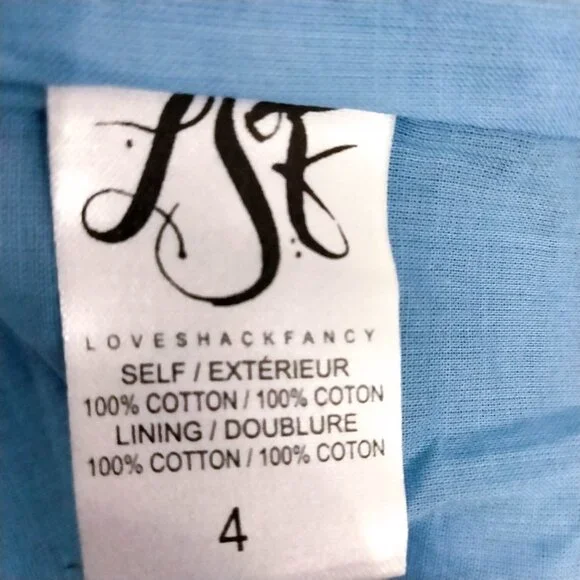 LSF
LOVESHACKFANCY
SELF / EXTÉRIEUR
100% COTTON / 100% COTON
LINING / DOUBLURE
100% COTTON / 100% COTON
4